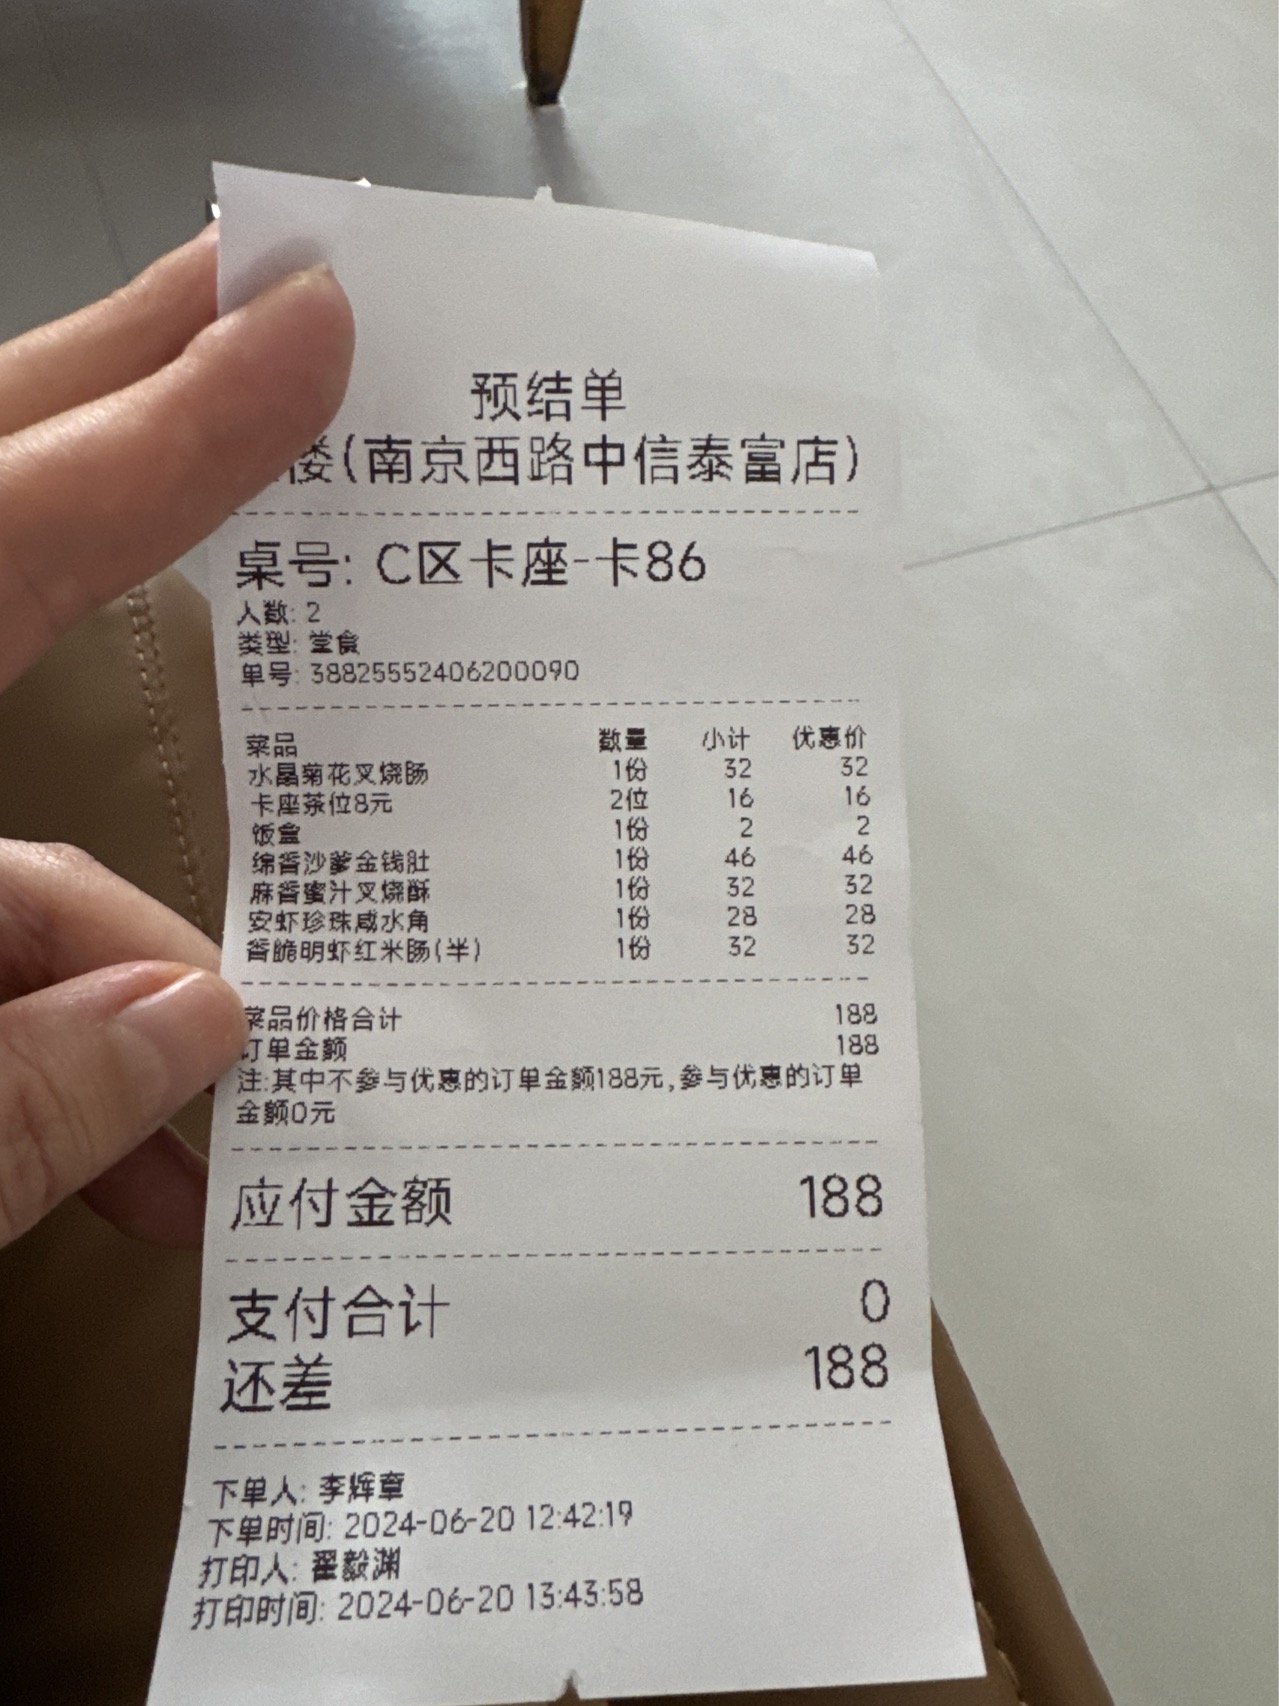 预结单
楼(南京西路中信泰富店)
桌号: C区卡座-卡86
人数: 2
类型: 堂食
单号: 38825552406200090
菜品 数量 小计 优惠价
水晶菊花叉烧肠 1份 32 32
卡座茶位8元 2位 16 16
饭盒 1份 2 2
绵香沙爹金钱肚 1份 46 46
麻香蜜汁叉烧酥 1份 32 32
安虾珍珠咸水角 1份 28 28
香脆明虾红米肠(半) 1份 32 32
菜品价格合计 188
订单金额 188
注:其中不参与优惠的订单金额188元,参与优惠的订单
金额0元
应付金额 188
支付合计 0
还差 188
下单人: 李辉章
下单时间: 2024-06-20 12:42:19
打印人: 翟毅渊
打印时间: 2024-06-20 13:43:58